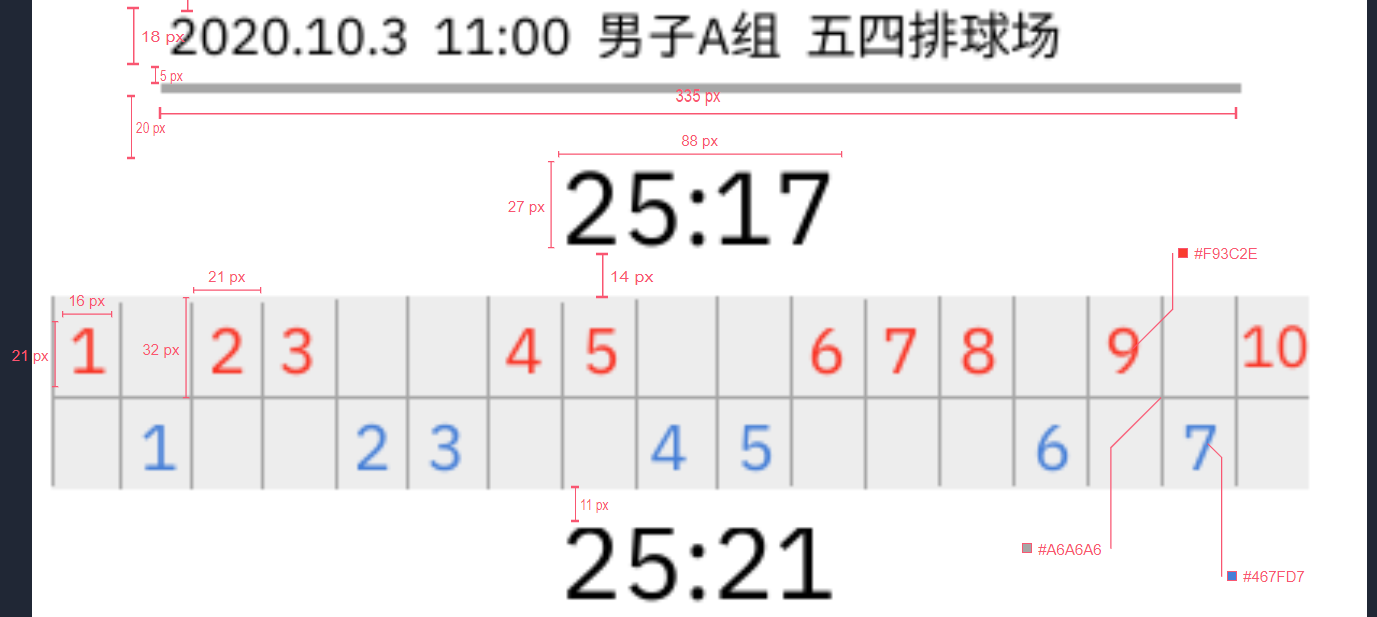 18 px 2020.10.3 11:00 男子A组 五四排球场
5 px
335 px
20 px
88 px
27 px 25:17
#F93C2E
14 px
21 px
16 px
21 px 1 32 px 2 3 4 5 6 7 8 9 10
1 2 3 4 5 6 7
11 px
25:21
#A6A6A6
#467FD7